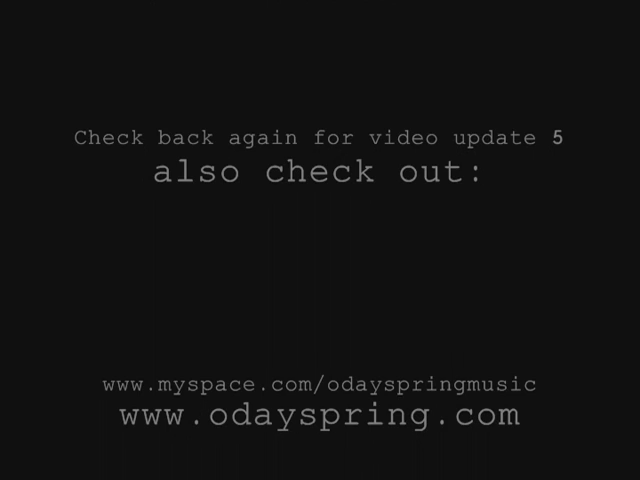 Check back again for video update 5
also check out:
www.myspace.com/odayspringmusic
www.odayspring.com